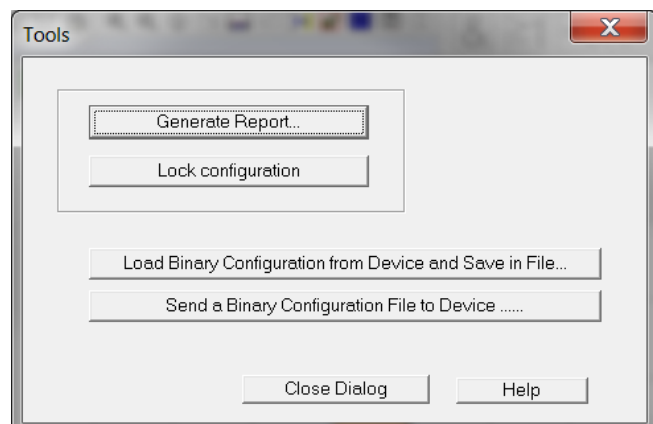 Tools
Generate Report...
Lock configuration
Load Binary Configuration from Device and Save in File...
Send a Binary Configuration File to Device ......
Close Dialog
Help